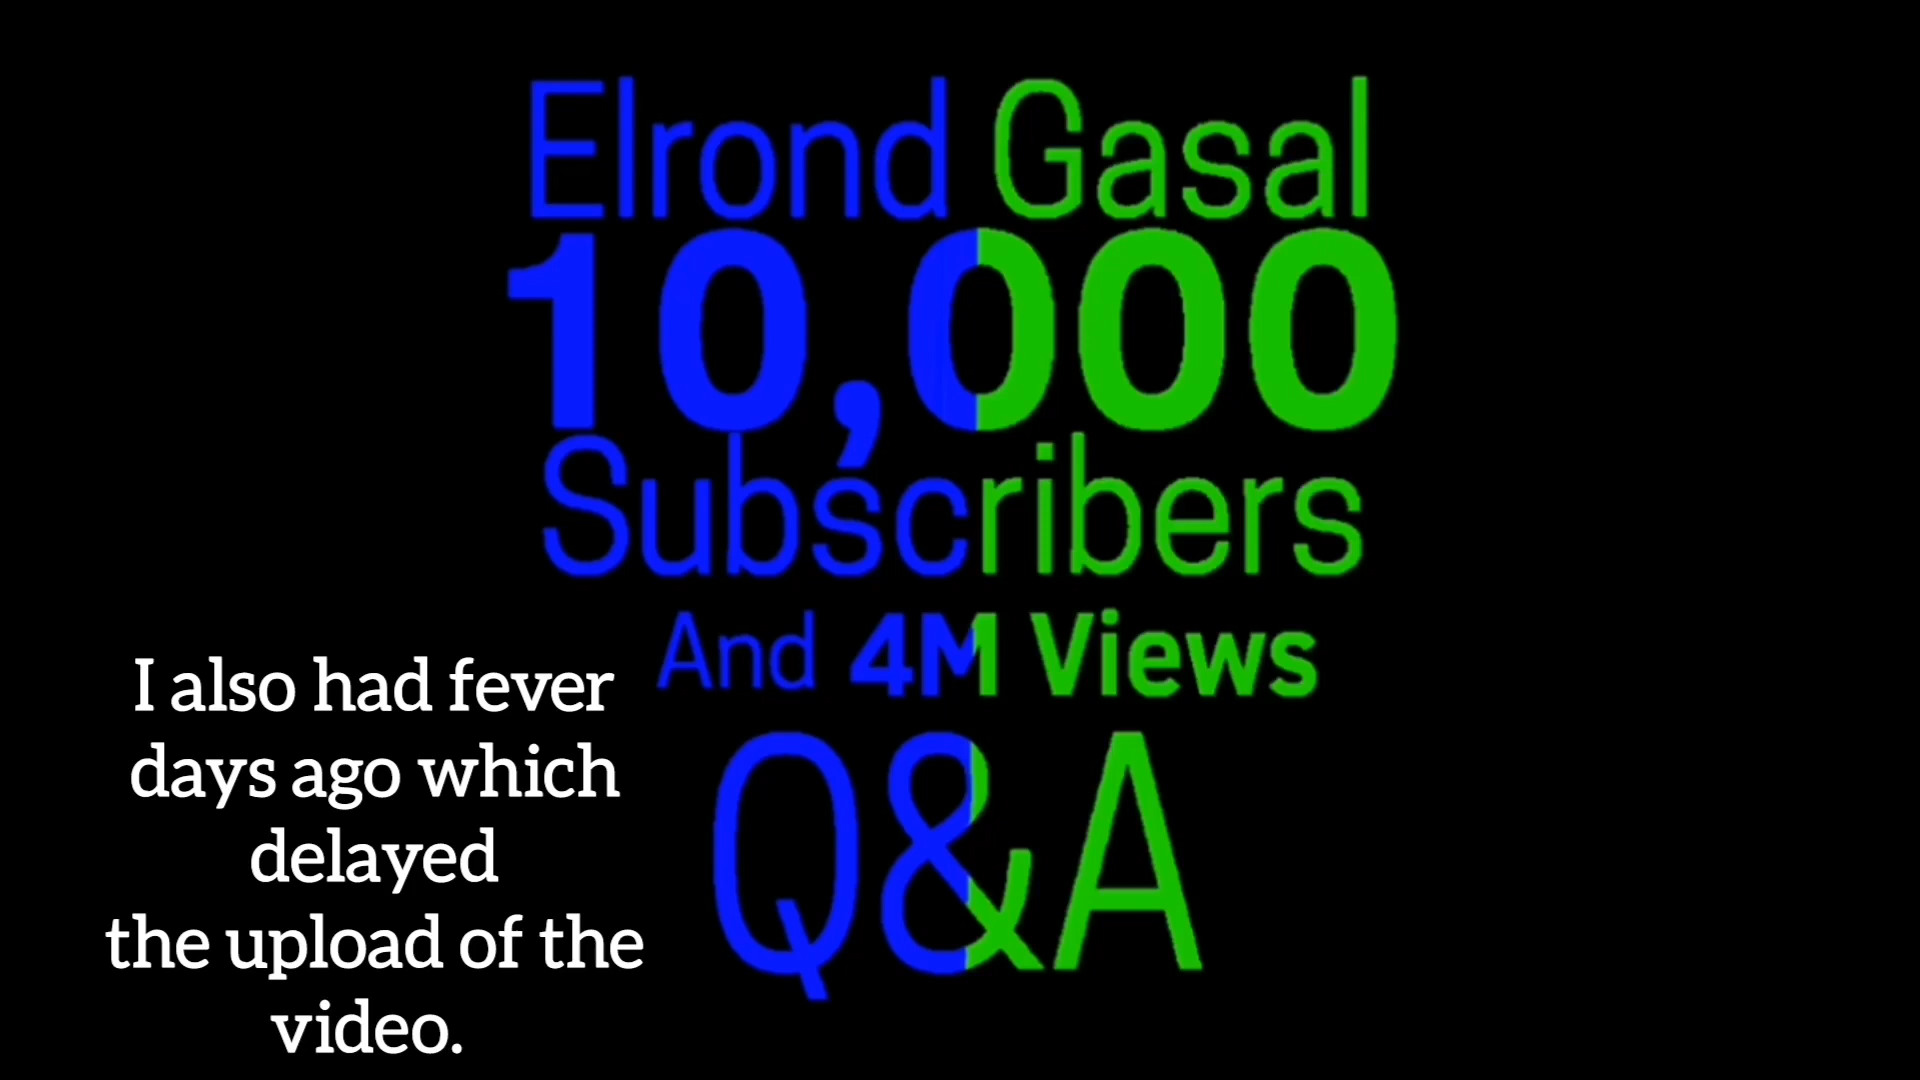 Elrond Gasal
10,000
Subscribers
And 4M Views
Q&A
I also had fever
days ago which
delayed
the upload of the
video.